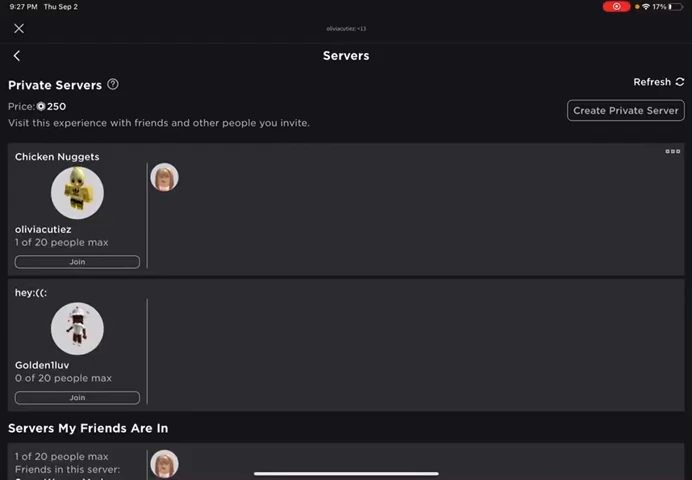 9:27 PM Thu Sep 2
17%
oliviacutiez +13
Servers
Private Servers
Refresh
Price: 250
Create Private Server
Visit this experience with friends and other people you invite.
Chicken Nuggets
oliviacutiez
1 of 20 people max
Join
hey:((:
Golden1luv
0 of 20 people max
Join
Servers My Friends Are In
1 of 20 people max
Friends in this server: